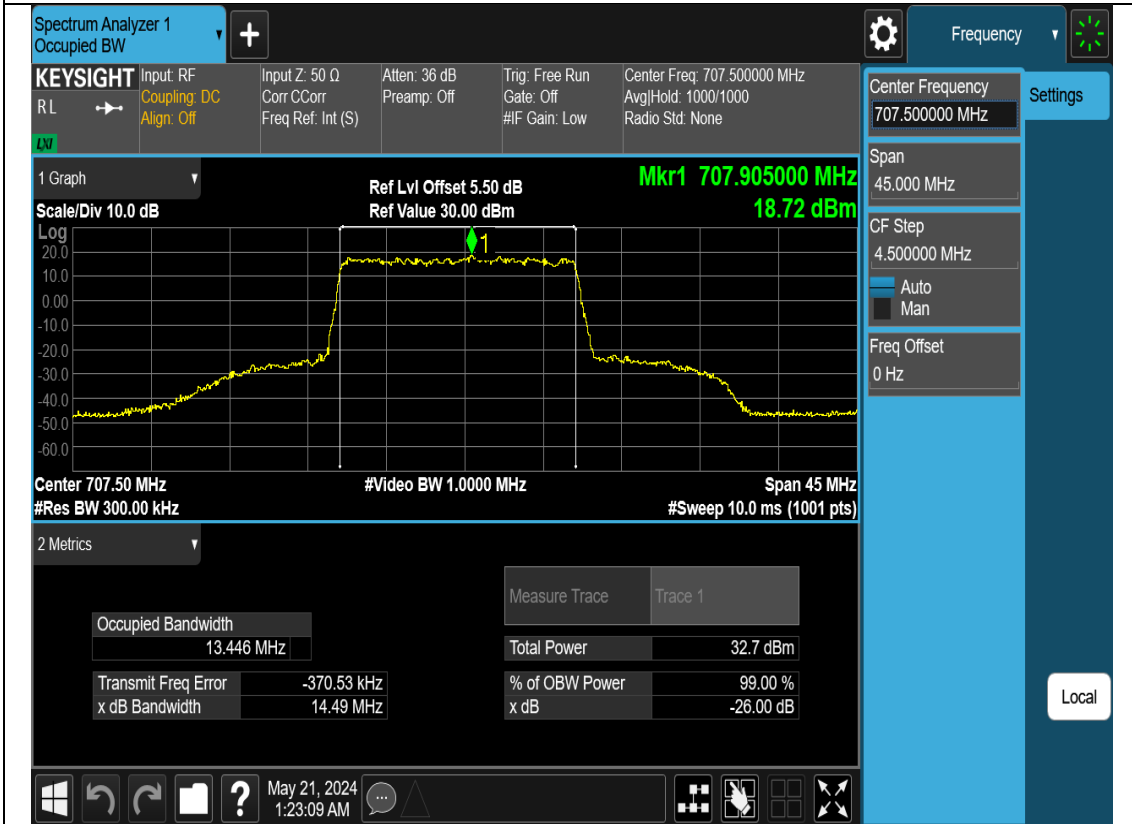 Spectrum Analyzer 1
Occupied BW
+
Frequency
KEYSIGHT
RL
LXI
Input: RF
Coupling: DC
Align: Off
Input Z: 50 Ω
Corr CCorr
Freq Ref: Int (S)
Atten: 36 dB
Preamp: Off
Trig: Free Run
Gate: Off
#IF Gain: Low
Center Freq: 707.500000 MHz
Avg|Hold: 1000/1000
Radio Std: None
Center Frequency
707.500000 MHz
Settings
Span
45.000 MHz
CF Step
4.500000 MHz
Auto
Man
Freq Offset
0 Hz
Local
1 Graph
Ref Lvl Offset 5.50 dB
Mkr1 707.905000 MHz
Scale/Div 10.0 dB
Ref Value 30.00 dBm
18.72 dBm
Log
1
20.0
10.0
0.00
-10.0
-20.0
-30.0
-40.0
-50.0
-60.0
Center 707.50 MHz
#Video BW 1.0000 MHz
Span 45 MHz
#Res BW 300.00 kHz
#Sweep 10.0 ms (1001 pts)
2 Metrics
Measure Trace Trace 1
Occupied Bandwidth
13.446 MHz
Total Power 32.7 dBm
Transmit Freq Error -370.53 kHz
% of OBW Power 99.00 %
x dB Bandwidth 14.49 MHz
x dB -26.00 dB
?
May 21, 2024
1:23:09 AM